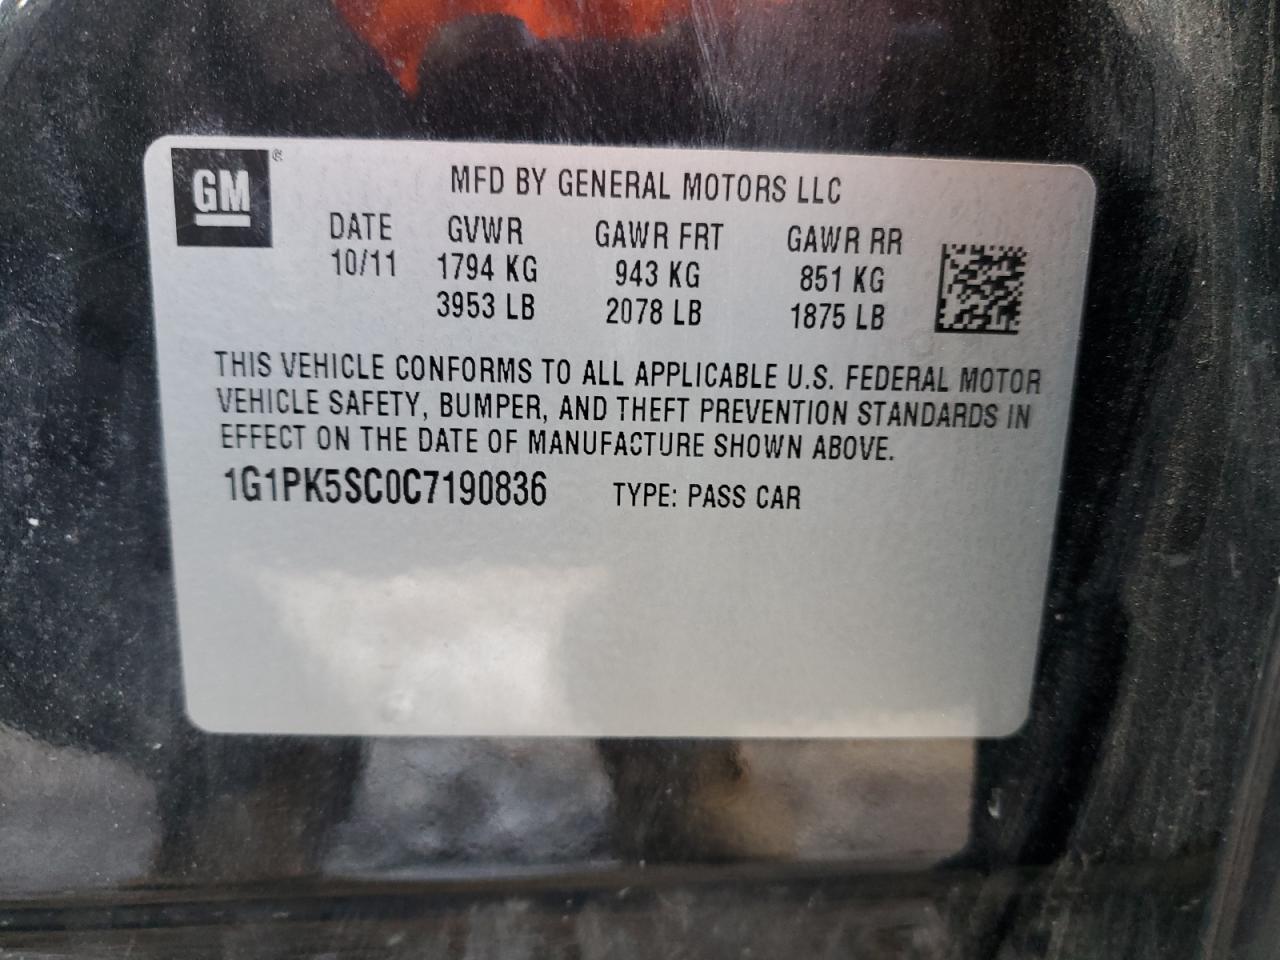 GM
MFD BY GENERAL MOTORS LLC
DATE GVWR GAWR FRT GAWR RR
10/11 1794 KG 943 KG 851 KG
3953 LB 2078 LB 1875 LB
THIS VEHICLE CONFORMS TO ALL APPLICABLE U.S. FEDERAL MOTOR
VEHICLE SAFETY, BUMPER, AND THEFT PREVENTION STANDARDS IN
EFFECT ON THE DATE OF MANUFACTURE SHOWN ABOVE.
1G1PK5SC0C7190836 TYPE: PASS CAR